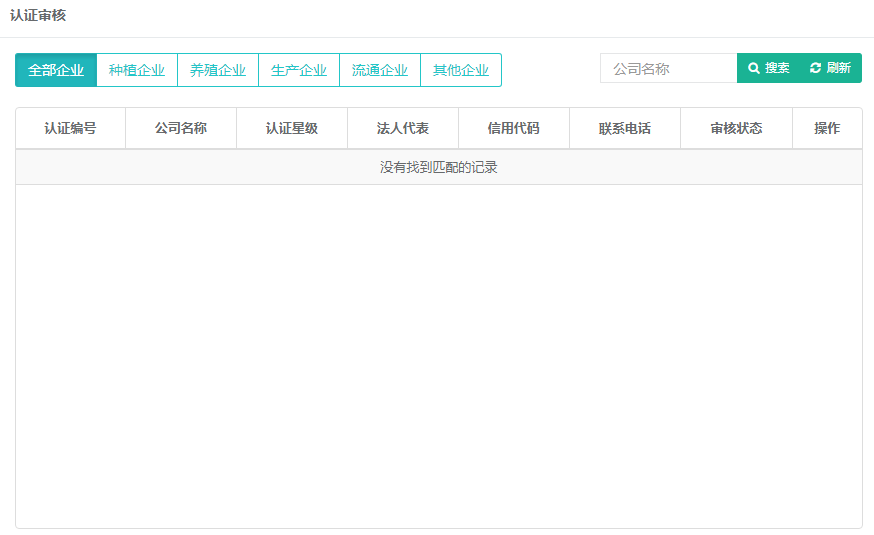 认证审核
全部企业 种植企业 养殖企业 生产企业 流通企业 其他企业 公司名称 搜索 刷新
认证编号 公司名称 认证星级 法人代表 信用代码 联系电话 审核状态 操作
没有找到匹配的记录